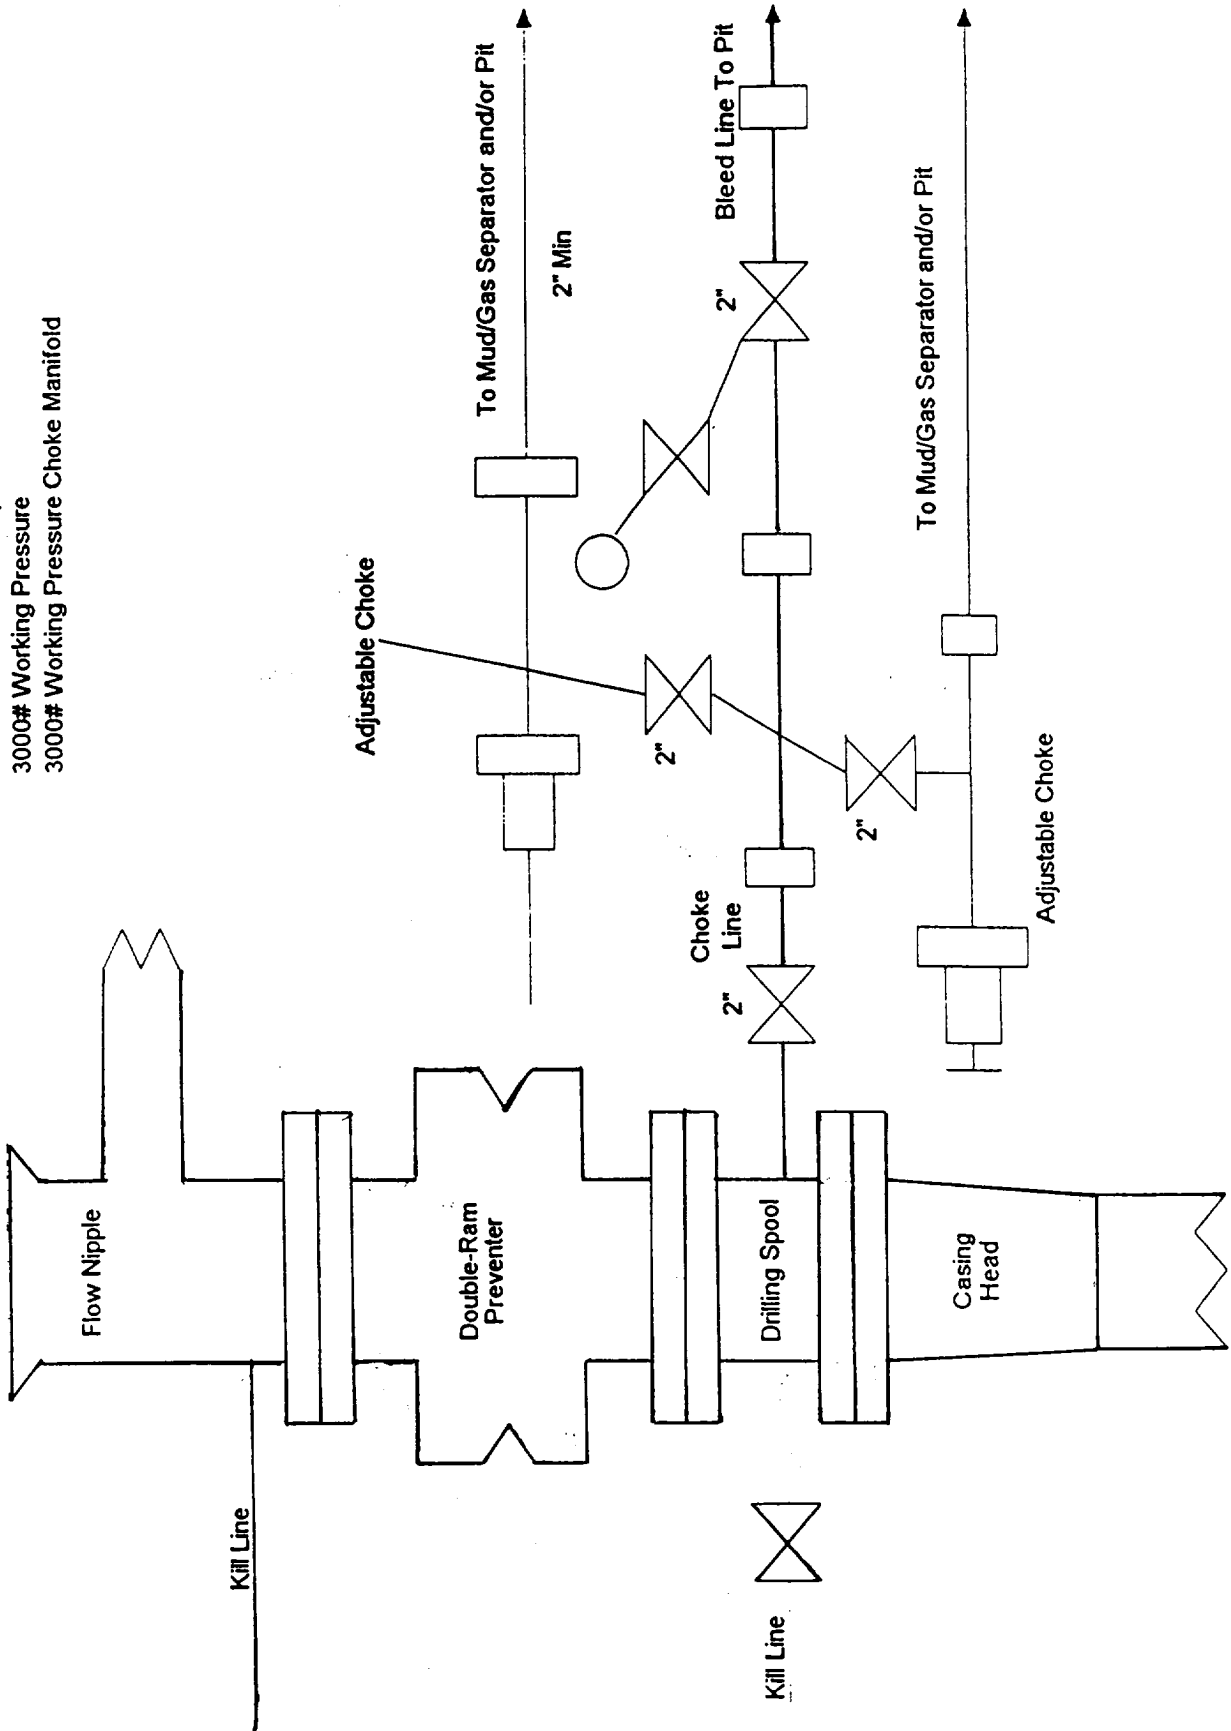 3000# Working Pressure
3000# Working Pressure Choke Manifold
Flow Nipple
Kill Line
Double-Ram
Preventer
Adjustable Choke
To Mud/Gas Separator and/or Pit
2" Min
2"
Kill Line
Drilling Spool
2"
Choke
Line
2"
Bleed Line To Pit
2"
Casing
Head
Adjustable Choke
To Mud/Gas Separator and/or Pit